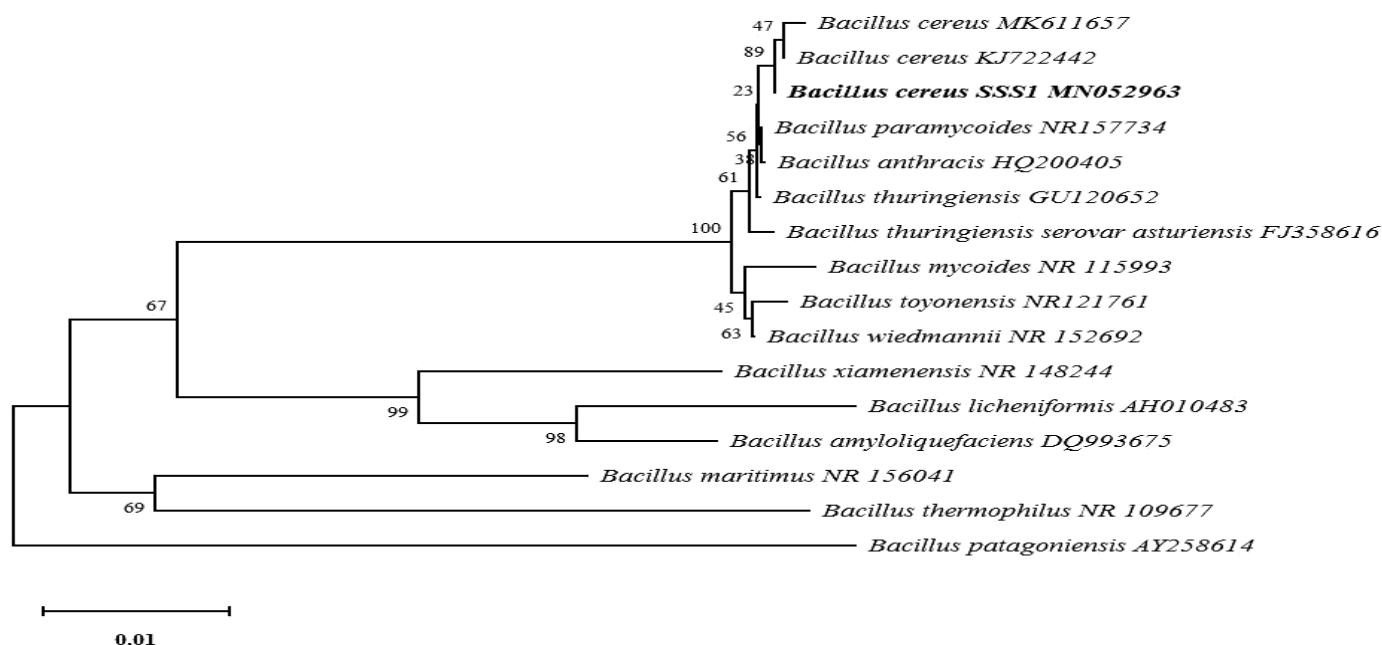 47
Bacillus cereus MK611657
89
Bacillus cereus KJ722442
23
Bacillus cereus SSS1 MN052963
56
Bacillus paramycoides NR157734
38
Bacillus anthracis HQ200405
61
Bacillus thuringiensis GU120652
100
Bacillus thuringiensis serovar asturiensis FJ358616
Bacillus mycoides NR 115993
45
Bacillus toyonensis NR121761
63
Bacillus wiedmannii NR 152692
67
Bacillus xiamenensis NR 148244
99
Bacillus licheniformis AH010483
98
Bacillus amyloliquefaciens DQ993675
Bacillus maritimus NR 156041
69
Bacillus thermophilus NR 109677
Bacillus patagoniensis AY258614
0.01